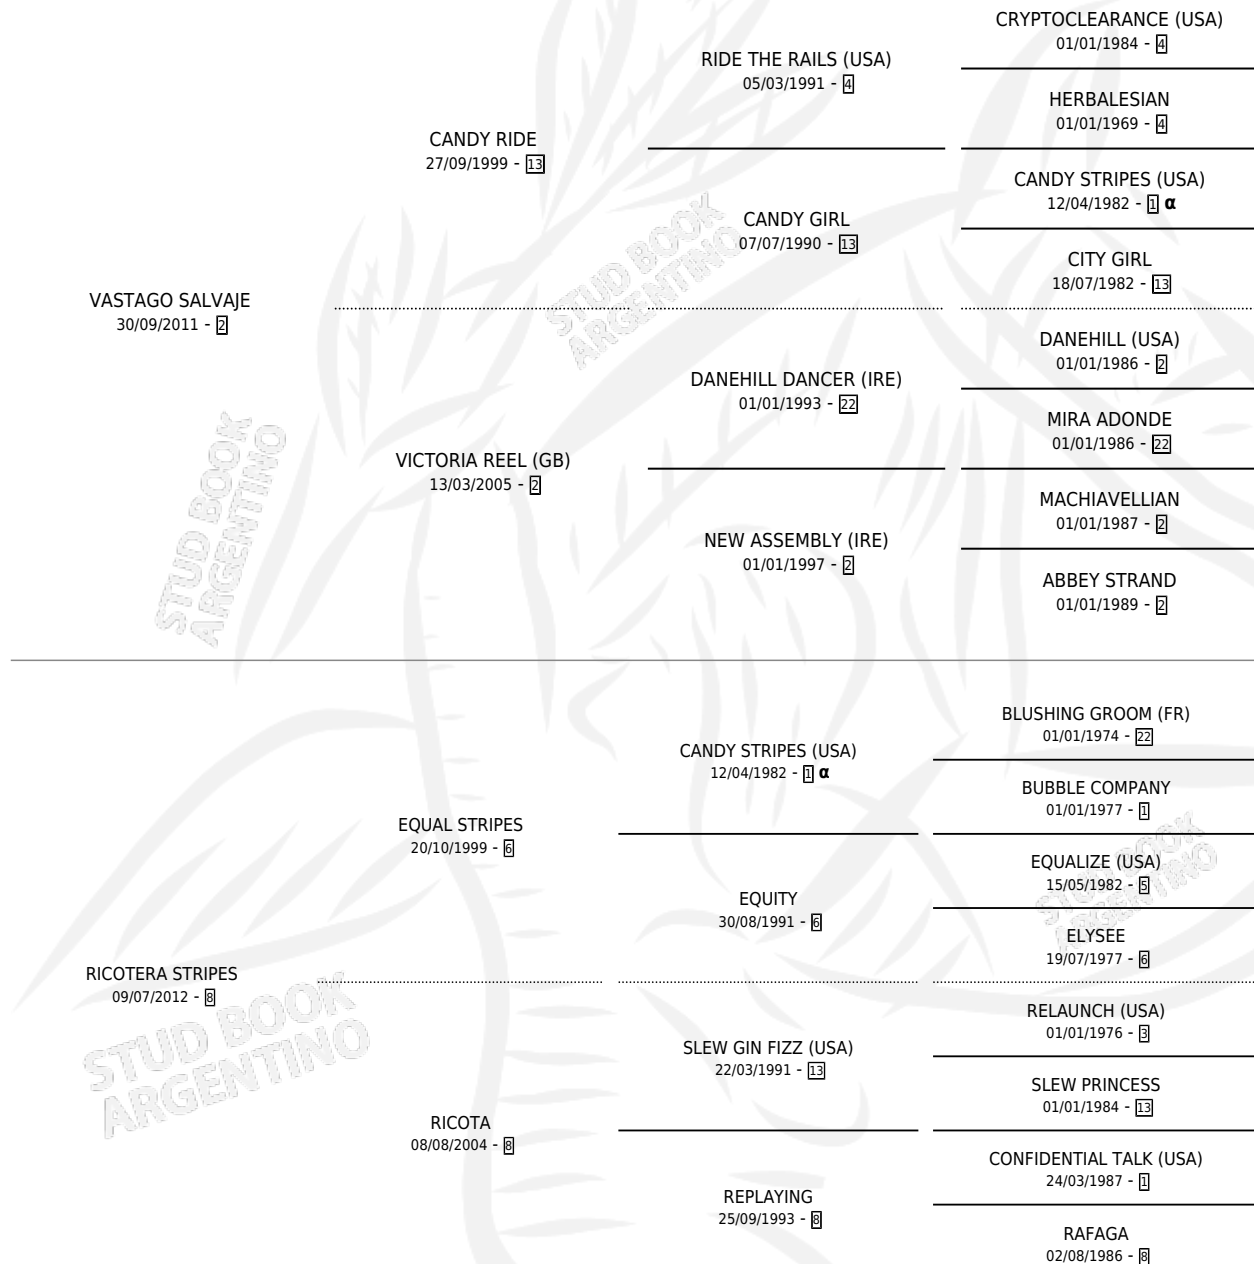 CRYPTOCLEARANCE (USA)
01/01/1984 - 4
RIDE THE RAILS (USA)
05/03/1991 - 4
HERBALESIAN
01/01/1969 - 4
CANDY RIDE
27/09/1999 - 13
CANDY STRIPES (USA)
12/04/1982 - 1 α
CANDY GIRL
07/07/1990 - 13
CITY GIRL
18/07/1982 - 13
VASTAGO SALVAJE
30/09/2011 - 2
DANEHILL (USA)
01/01/1986 - 2
DANEHILL DANCER (IRE)
01/01/1993 - 22
MIRA ADONDE
01/01/1986 - 22
VICTORIA REEL (GB)
13/03/2005 - 2
MACHIAVELLIAN
01/01/1987 - 2
NEW ASSEMBLY (IRE)
01/01/1997 - 2
ABBEY STRAND
01/01/1989 - 2
BLUSHING GROOM (FR)
01/01/1974 - 22
CANDY STRIPES (USA)
12/04/1982 - 1 α
BUBBLE COMPANY
01/01/1977 - 1
EQUAL STRIPES
20/10/1999 - 6
EQUALIZE (USA)
15/05/1982 - 5
EQUITY
30/08/1991 - 6
ELYSEE
19/07/1977 - 6
RICOTERA STRIPES
09/07/2012 - 8
RELAUNCH (USA)
01/01/1976 - 3
SLEW GIN FIZZ (USA)
22/03/1991 - 13
SLEW PRINCESS
01/01/1984 - 13
RICOTA
08/08/2004 - 8
CONFIDENTIAL TALK (USA)
24/03/1987 - 1
REPLAYING
25/09/1993 - 8
RAFAGA
02/08/1986 - 8
STUD BOOK
ARGENTINO
STUD BOOK
ARGENTINO
STUD BOOK
ARGENTINO
STUD BOOK
ARGENTINO